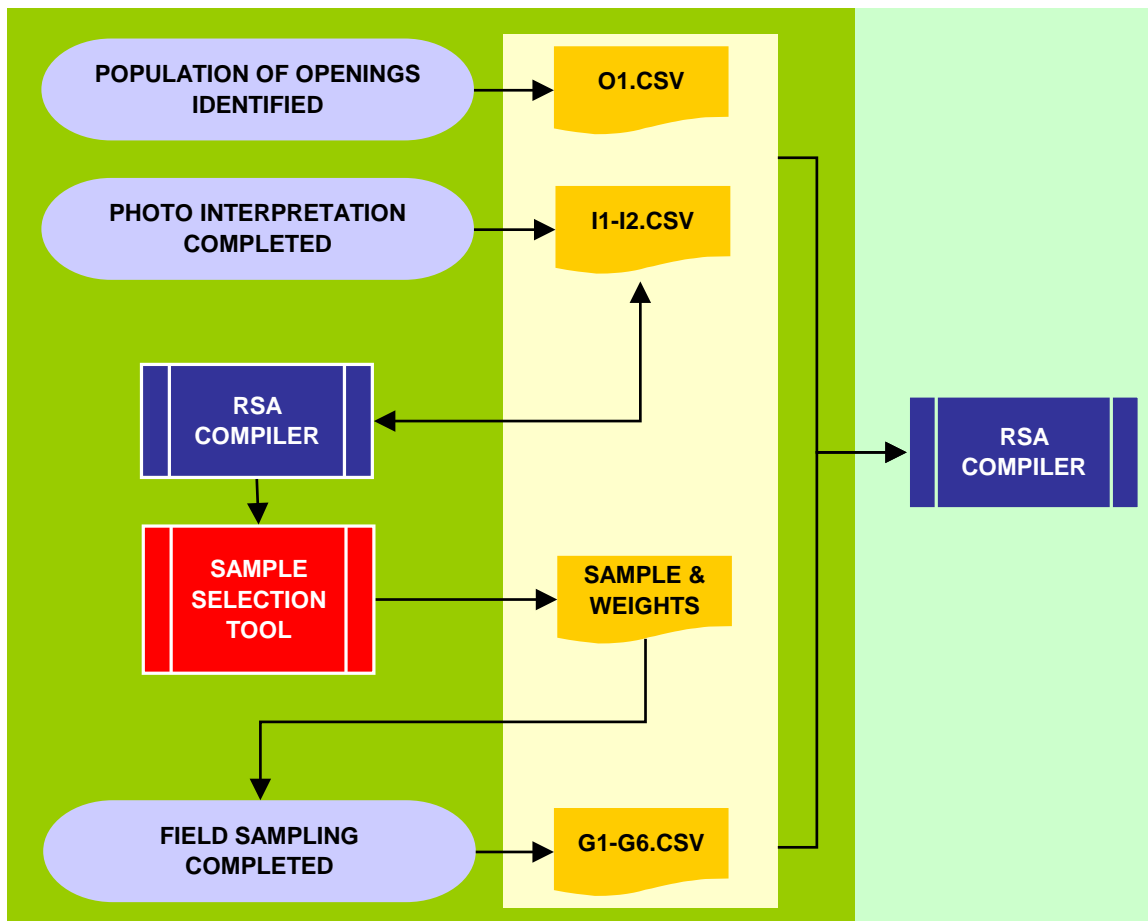 POPULATION OF OPENINGS
IDENTIFIED
O1.CSV
PHOTO INTERPRETATION
COMPLETED
I1-I2.CSV
RSA
COMPILER
RSA
COMPILER
SAMPLE
SELECTION
TOOL
SAMPLE &
WEIGHTS
FIELD SAMPLING
COMPLETED
G1-G6.CSV